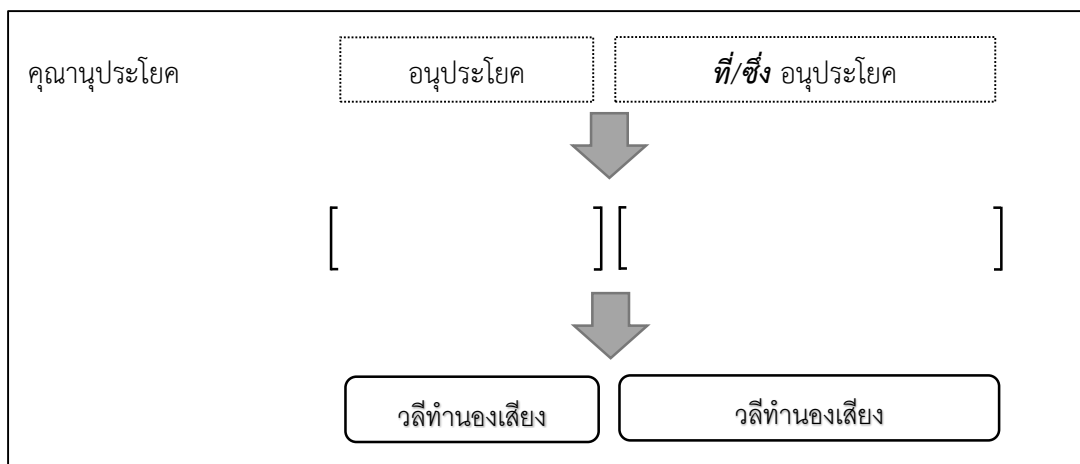 คุณานุประโยค อนุประโยค ที่/ซึ่ง อนุประโยค
[ ] [ ]
วลีทำนองเสียง วลีทำนองเสียง